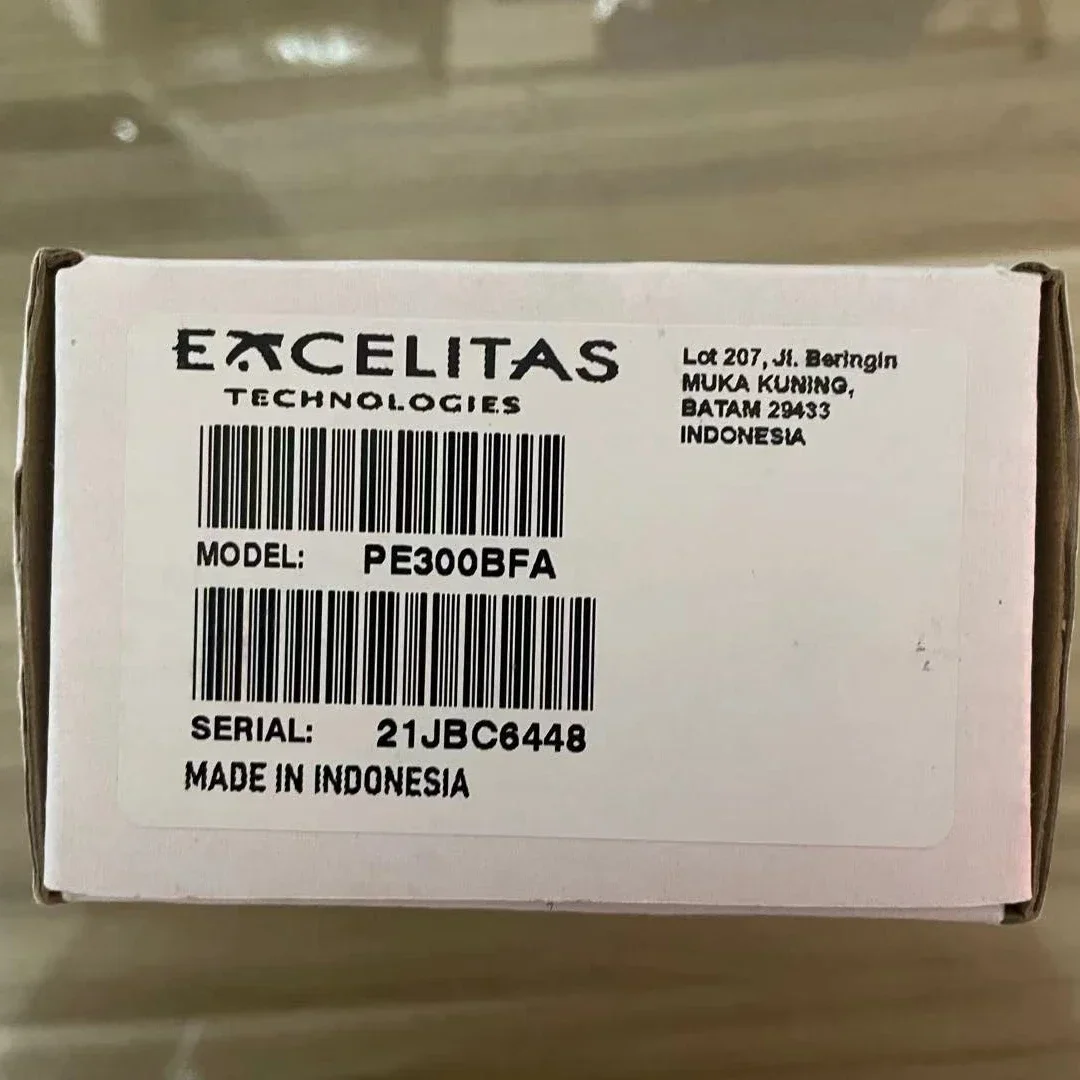 EXCELITAS
TECHNOLOGIES
Lot 207, Jl. Beringin
MUKA KUNING,
BATAM 29433
INDONESIA
MODEL: PE300BFA
SERIAL: 21JBC6448
MADE IN INDONESIA